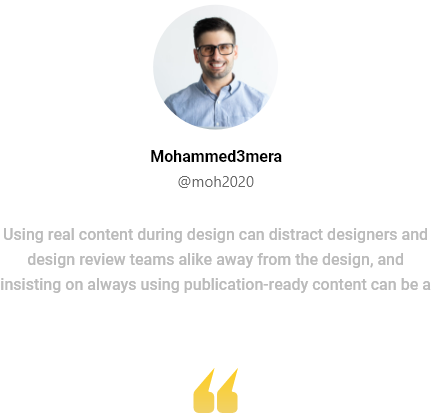 Mohammed3mera
@moh2020
Using real content during design can distract designers and
design review teams alike away from the design, and
insisting on always using publication-ready content can be a